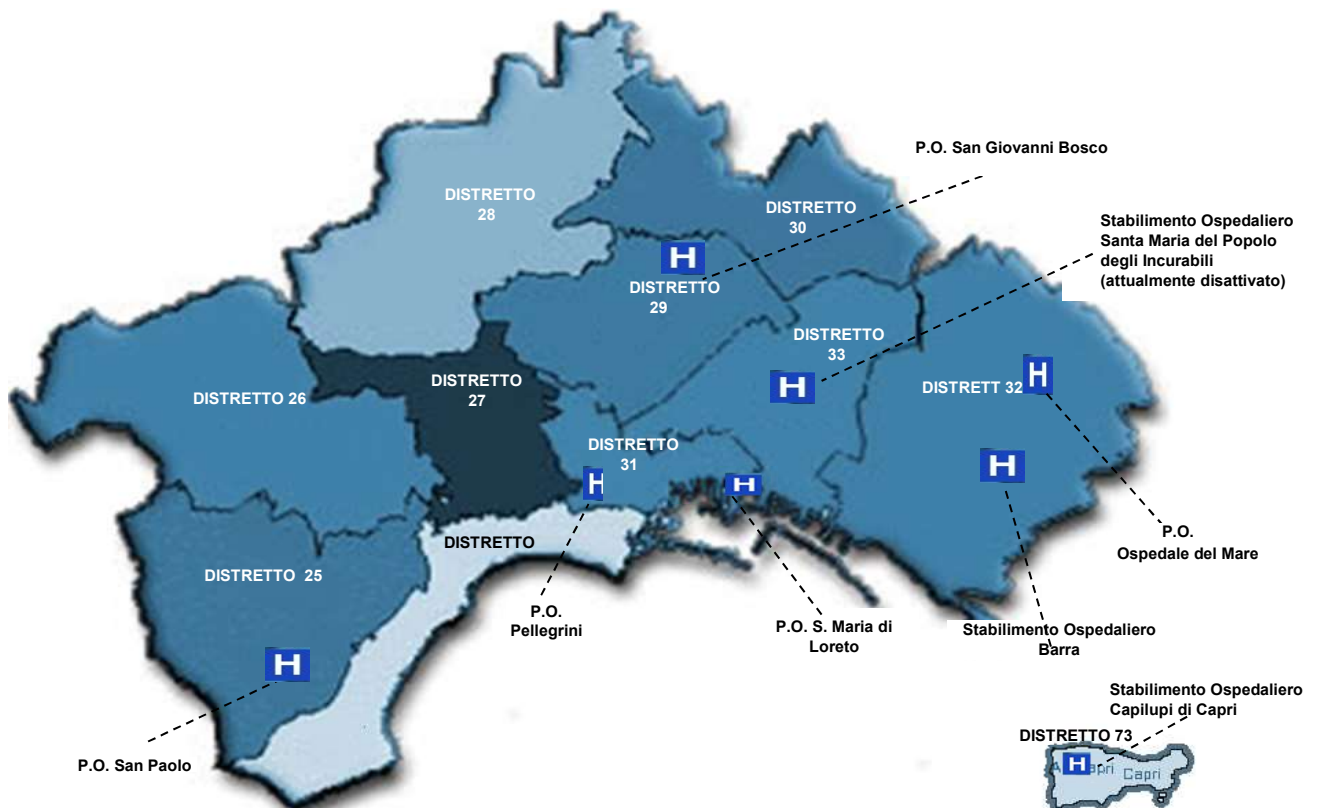 P.O. San Giovanni Bosco
DISTRETTO
28
DISTRETTO
30
Stabilimento Ospedaliero
Santa Maria del Popolo
degli Incurabili
(attualmente disattivato)
H
DISTRETTO
29
DISTRETTO
33
H
H
DISTRETTO
27
DISTRETTO 26
DISTRETT 32
DISTRETTO
31
H
H
H
P.O.
Ospedale del Mare
DISTRETTO
DISTRETTO 25
P.O.
Pellegrini
P.O. S. Maria di
Loreto
Stabilimento Ospedaliero
Barra
H
Stabilimento Ospedaliero
Capilupi di Capri
DISTRETTO 73
P.O. San Paolo
H
Capri